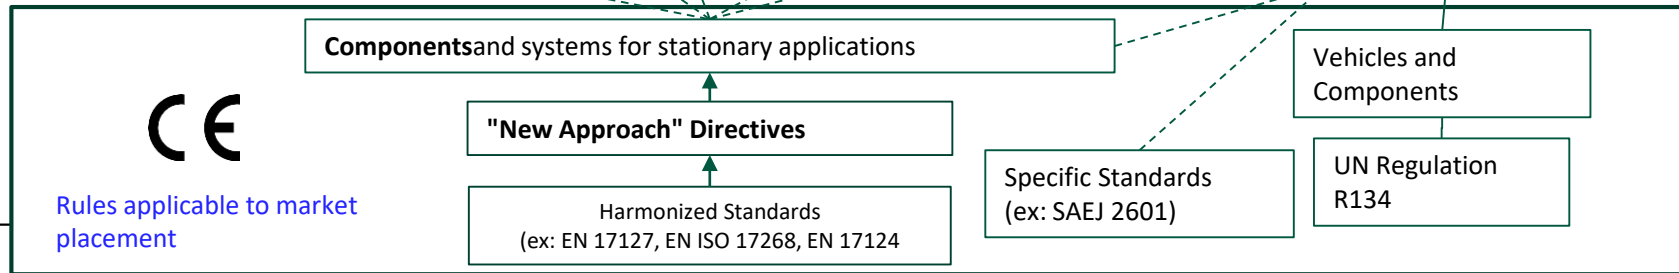 Componentsand systems for stationary applications
Vehicles and
Components
CE
"New Approach" Directives
Specific Standards
(ex: SAEJ 2601)
UN Regulation
R134
Rules applicable to market
placement
Harmonized Standards
(ex: EN 17127, EN ISO 17268, EN 17124